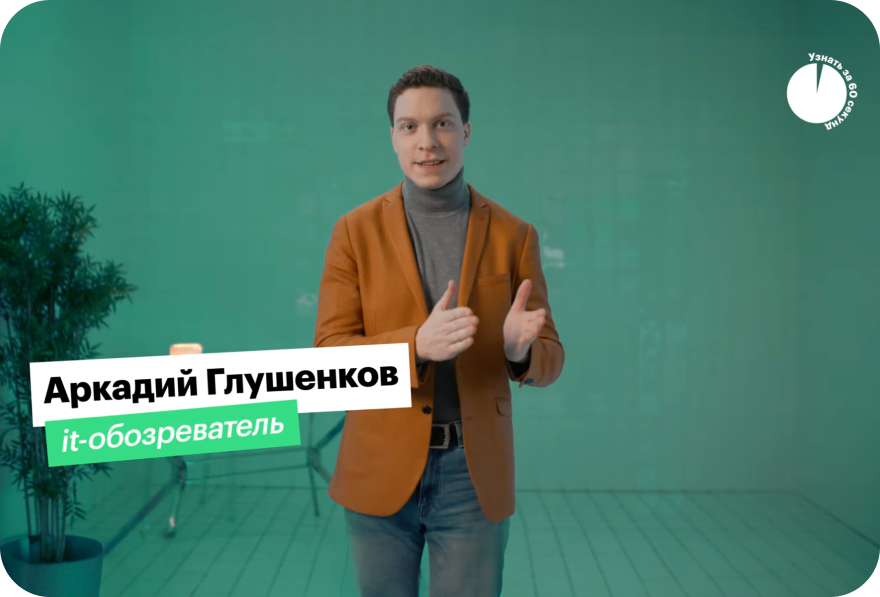 Узнать за 60 секунд
Аркадий Глушенков
it-обозреватель